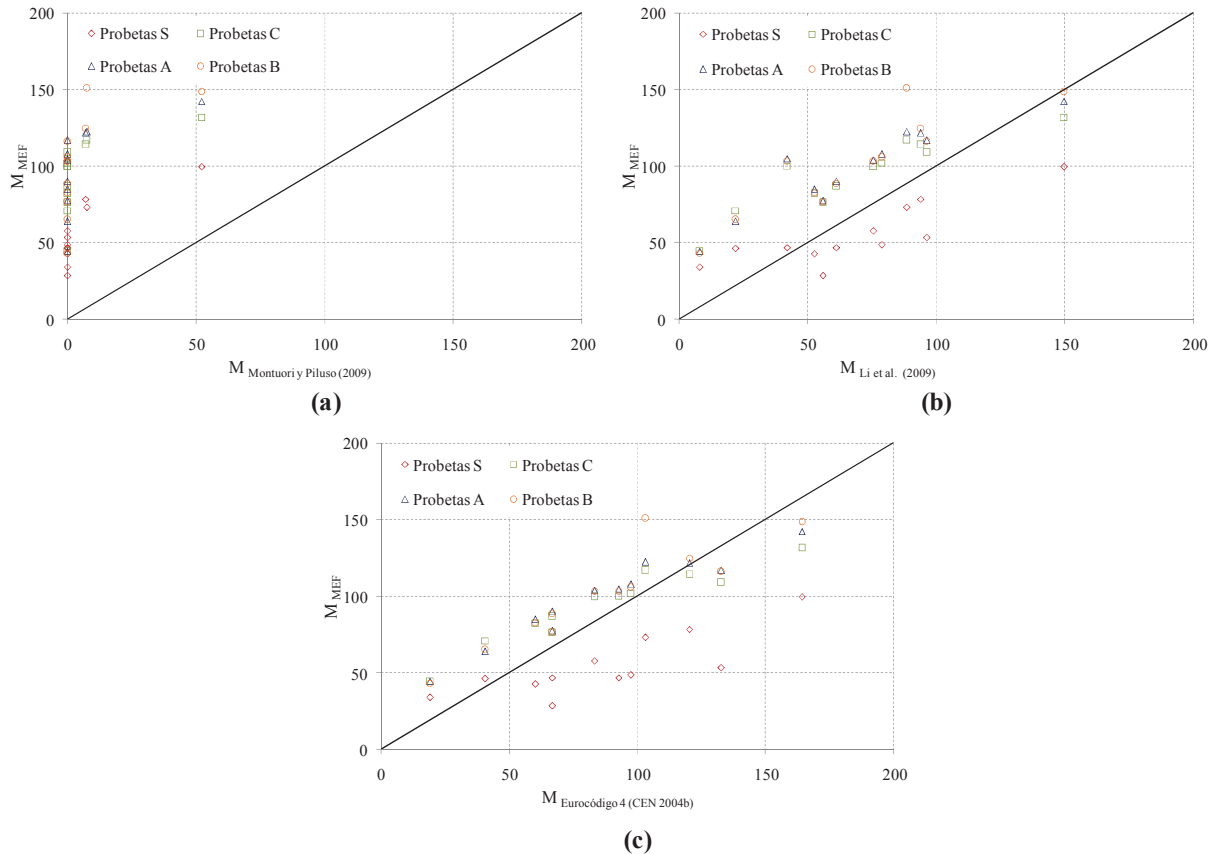 200
150
100
50
0
M MEF
Probetas S
Probetas C
Probetas A
Probetas B
0
50
100
150
200
M Montuori y Piluso (2009)
(a)
200
150
100
50
0
M MEF
Probetas S
Probetas C
Probetas A
Probetas B
0
50
100
150
200
M Li et al. (2009)
(b)
200
150
100
50
0
M MEF
Probetas S
Probetas C
Probetas A
Probetas B
0
50
100
150
200
M Eurocódigo 4 (CEN 2004b)
(c)